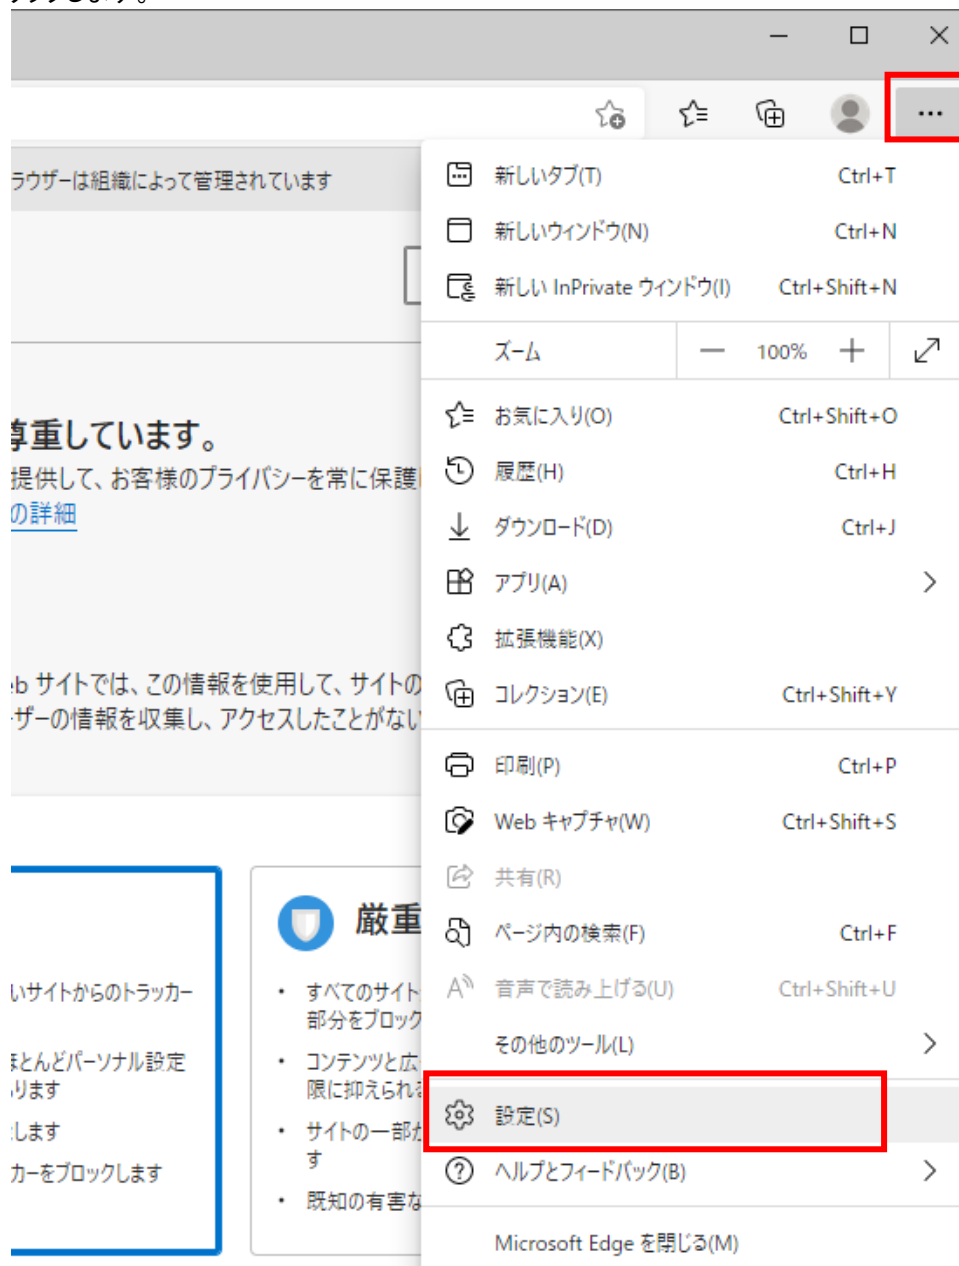 ックします。
ラウザーは組織によって管理されています
新しいタブ(T) Ctrl+T
新しいウィンドウ(N) Ctrl+N
新しい InPrivate ウィンドウ(I) Ctrl+Shift+N
ズーム 100%
お気に入り(O) Ctrl+Shift+O
履歴(H) Ctrl+H
ダウンロード(D) Ctrl+J
アプリ(A)
拡張機能(X)
コレクション(E) Ctrl+Shift+Y
印刷(P) Ctrl+P
Web キャプチャ(W) Ctrl+Shift+S
共有(R)
ページ内の検索(F) Ctrl+F
音声で読み上げる(U) Ctrl+Shift+U
その他のツール(L)
設定(S)
ヘルプとフィードバック(B)
Microsoft Edge を閉じる(M)
尊重しています。
提供して、お客様のプライバシーを常に保護
の詳細
eb サイトでは、この情報を使用して、サイトの
ーザーの情報を収集し、アクセスしたことがない
いサイトからのトラッカー
ほとんどパーソナル設定
ります
します
カーをブロックします
厳重
・ すべてのサイト
部分をブロック
・ コンテンツと広
限に抑えられ
・ サイトの一部が
す
・ 既知の有害な